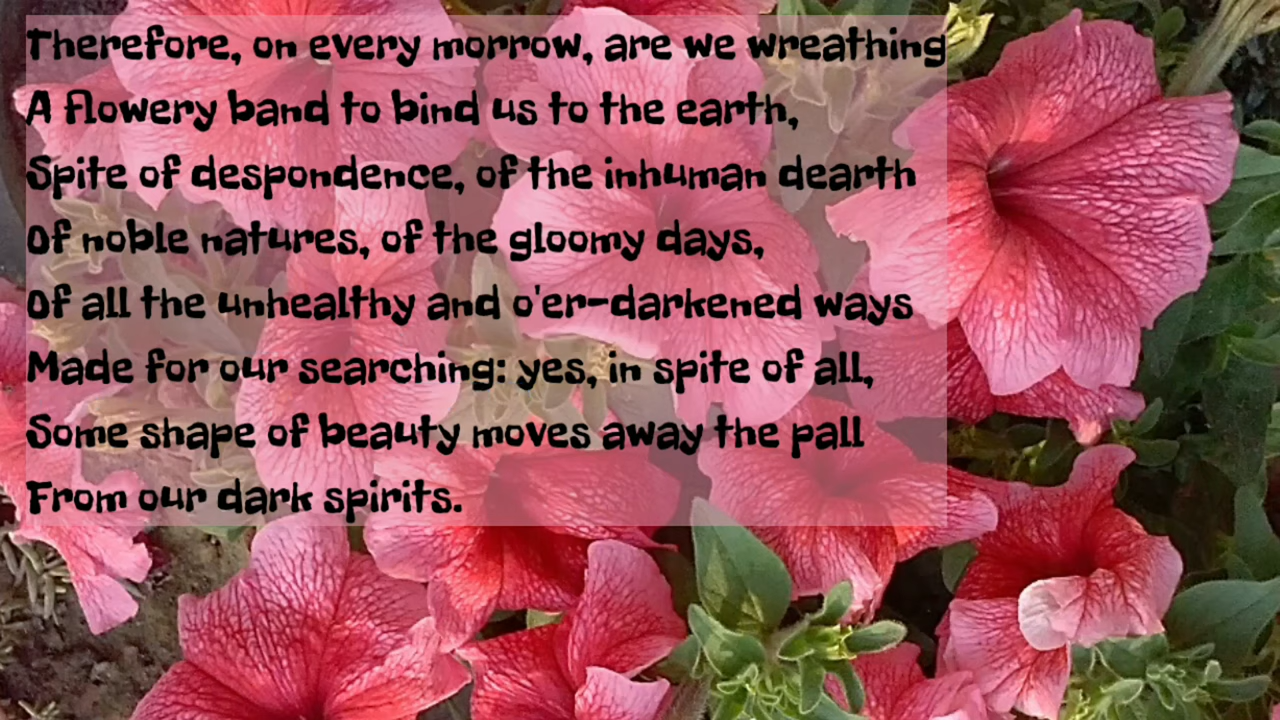 Therefore, on every morrow, are we wreathing
A flowery band to bind us to the earth,
Spite of despondence, of the inhuman dearth
Of noble natures, of the gloomy days,
Of all the unhealthy and o'er-darkened ways
Made for our searching: yes, in spite of all,
Some shape of beauty moves away the pall
From our dark spirits.